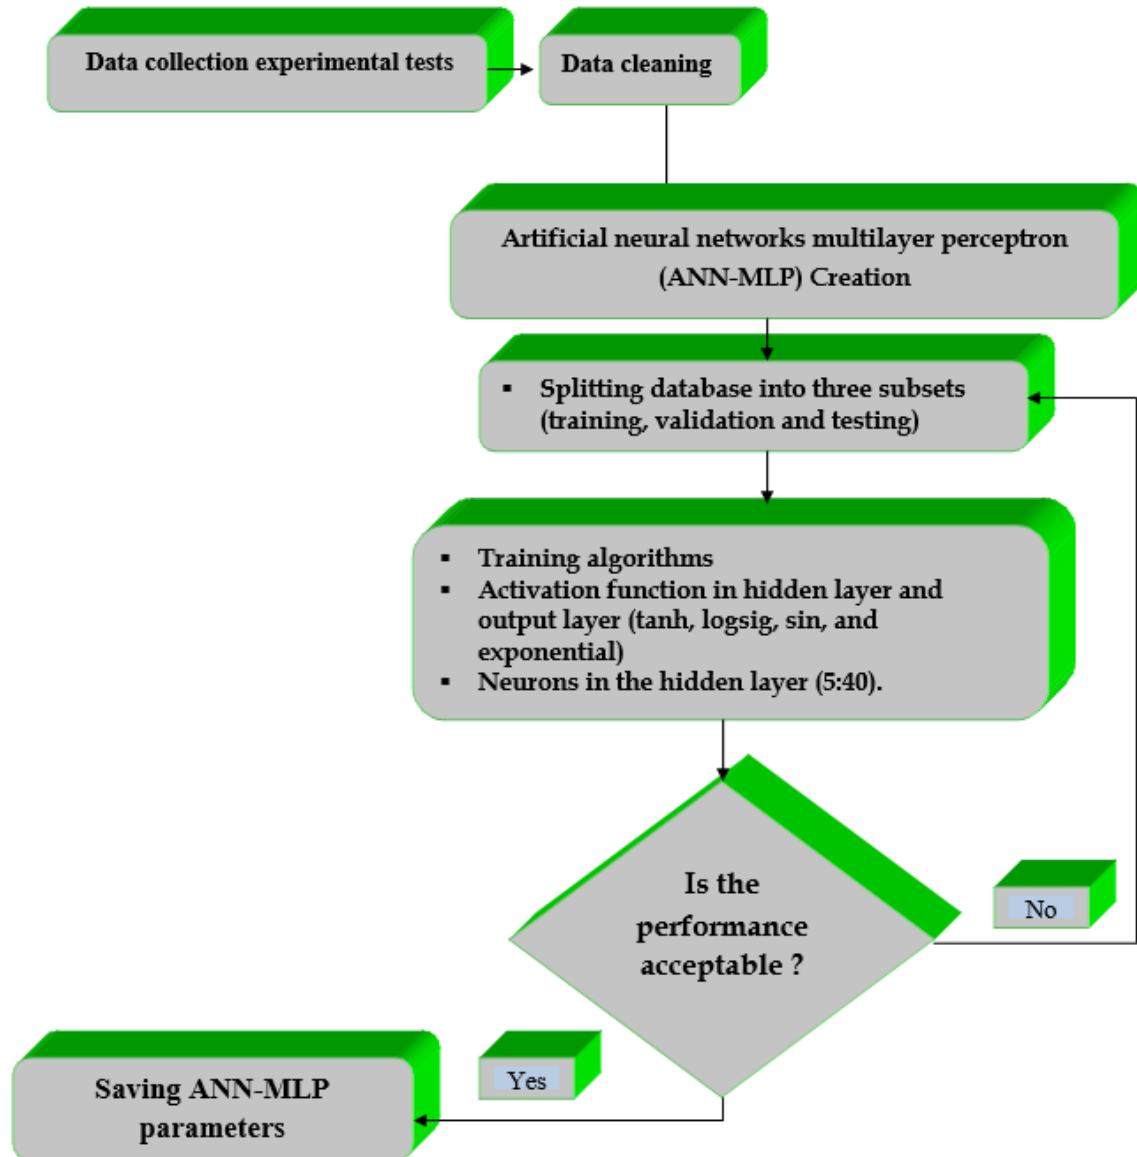 Data collection experimental tests
Data cleaning
Artificial neural networks multilayer perceptron
(ANN-MLP) Creation
▪ Splitting database into three subsets
(training, validation and testing)
▪ Training algorithms
▪ Activation function in hidden layer and
output layer (tanh, logsig, sin, and
exponential)
▪ Neurons in the hidden layer (5:40).
Is the
performance
acceptable ?
No
Yes
Saving ANN-MLP
parameters